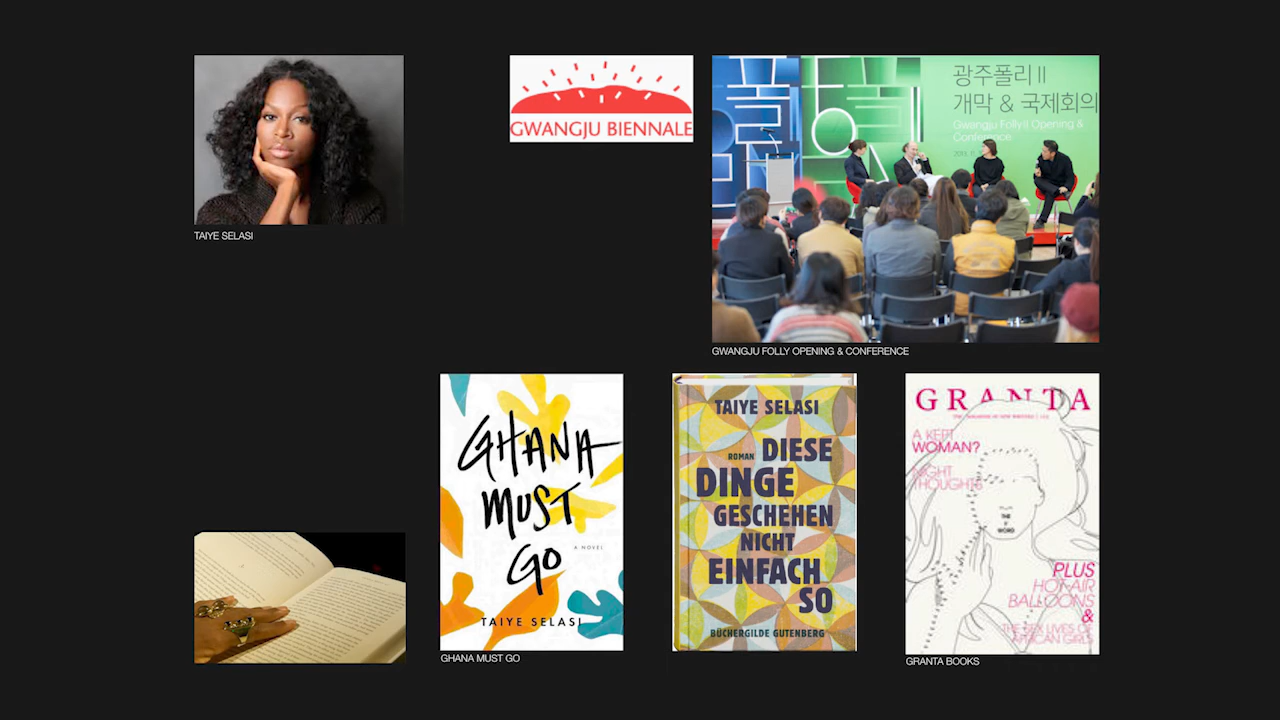 TAIYE SELASI
GWANGJU BIENNALE
광주폴리 II
개막 & 국제회의
Gwangju Folly II Opening &
Conference
GWANGJU FOLLY OPENING & CONFERENCE
GHANA
MUST
GO
A NOVEL
TAIYE SELASI
GHANA MUST GO
TAIYE SELASI
ROMAN DIESE
DINGE
GESCHEHEN
NICHT
EINFACH
SO
BÜCHERGILDE GUTENBERG
GRANTA
A KEPT
WOMAN?
NIGHT
THOUGHTS
THE
F
WORD
PLUS
HOT-AIR
BALLOONS
&
THE SEX LIVES OF
AFRICAN GIRLS
GRANTA BOOKS